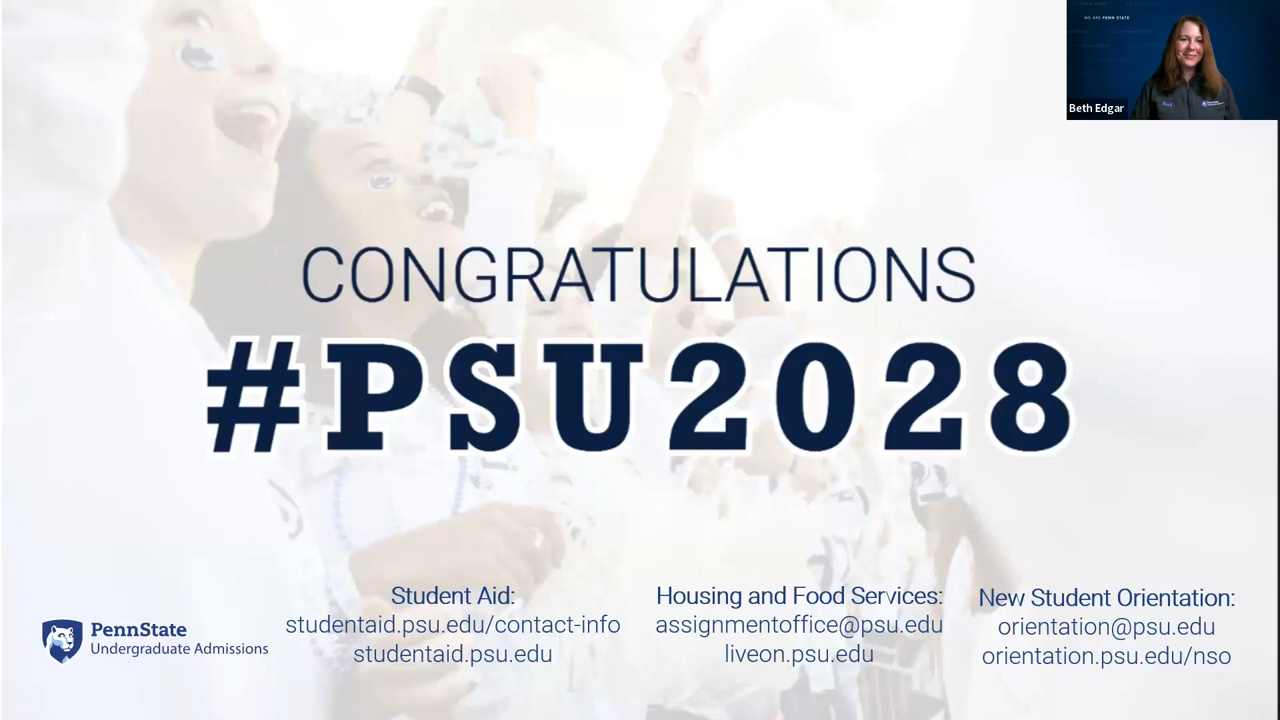 WE ARE PENN STATE
Beth Edgar
CONGRATULATIONS
#PSU2028
PennState
Undergraduate Admissions
Student Aid:
studentaid.psu.edu/contact-info
studentaid.psu.edu
Housing and Food Services:
assignmentoffice@psu.edu
liveon.psu.edu
New Student Orientation:
orientation@psu.edu
orientation.psu.edu/nso